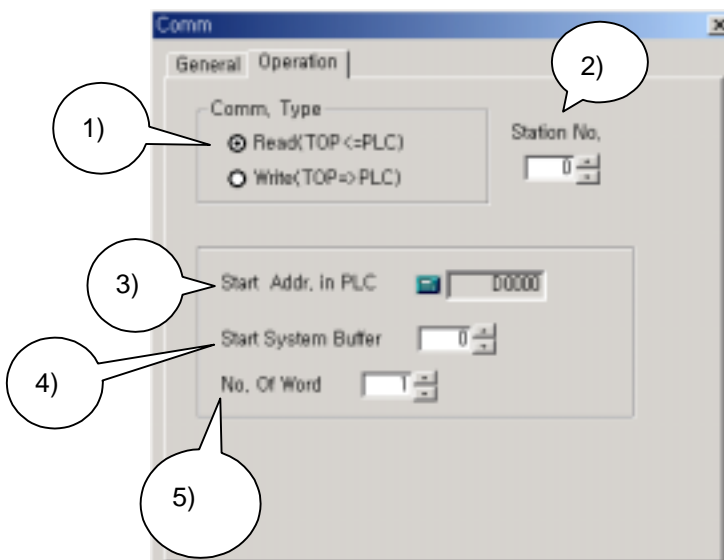 Comm
General Operation
2)
1)
Comm, Type
Read(TOP<=PLC)
Write(TOP=>PLC)
Station No,
0
3)
Start Addr, in PLC D0000
4)
Start System Buffer 0
No, Of Word 1
5)